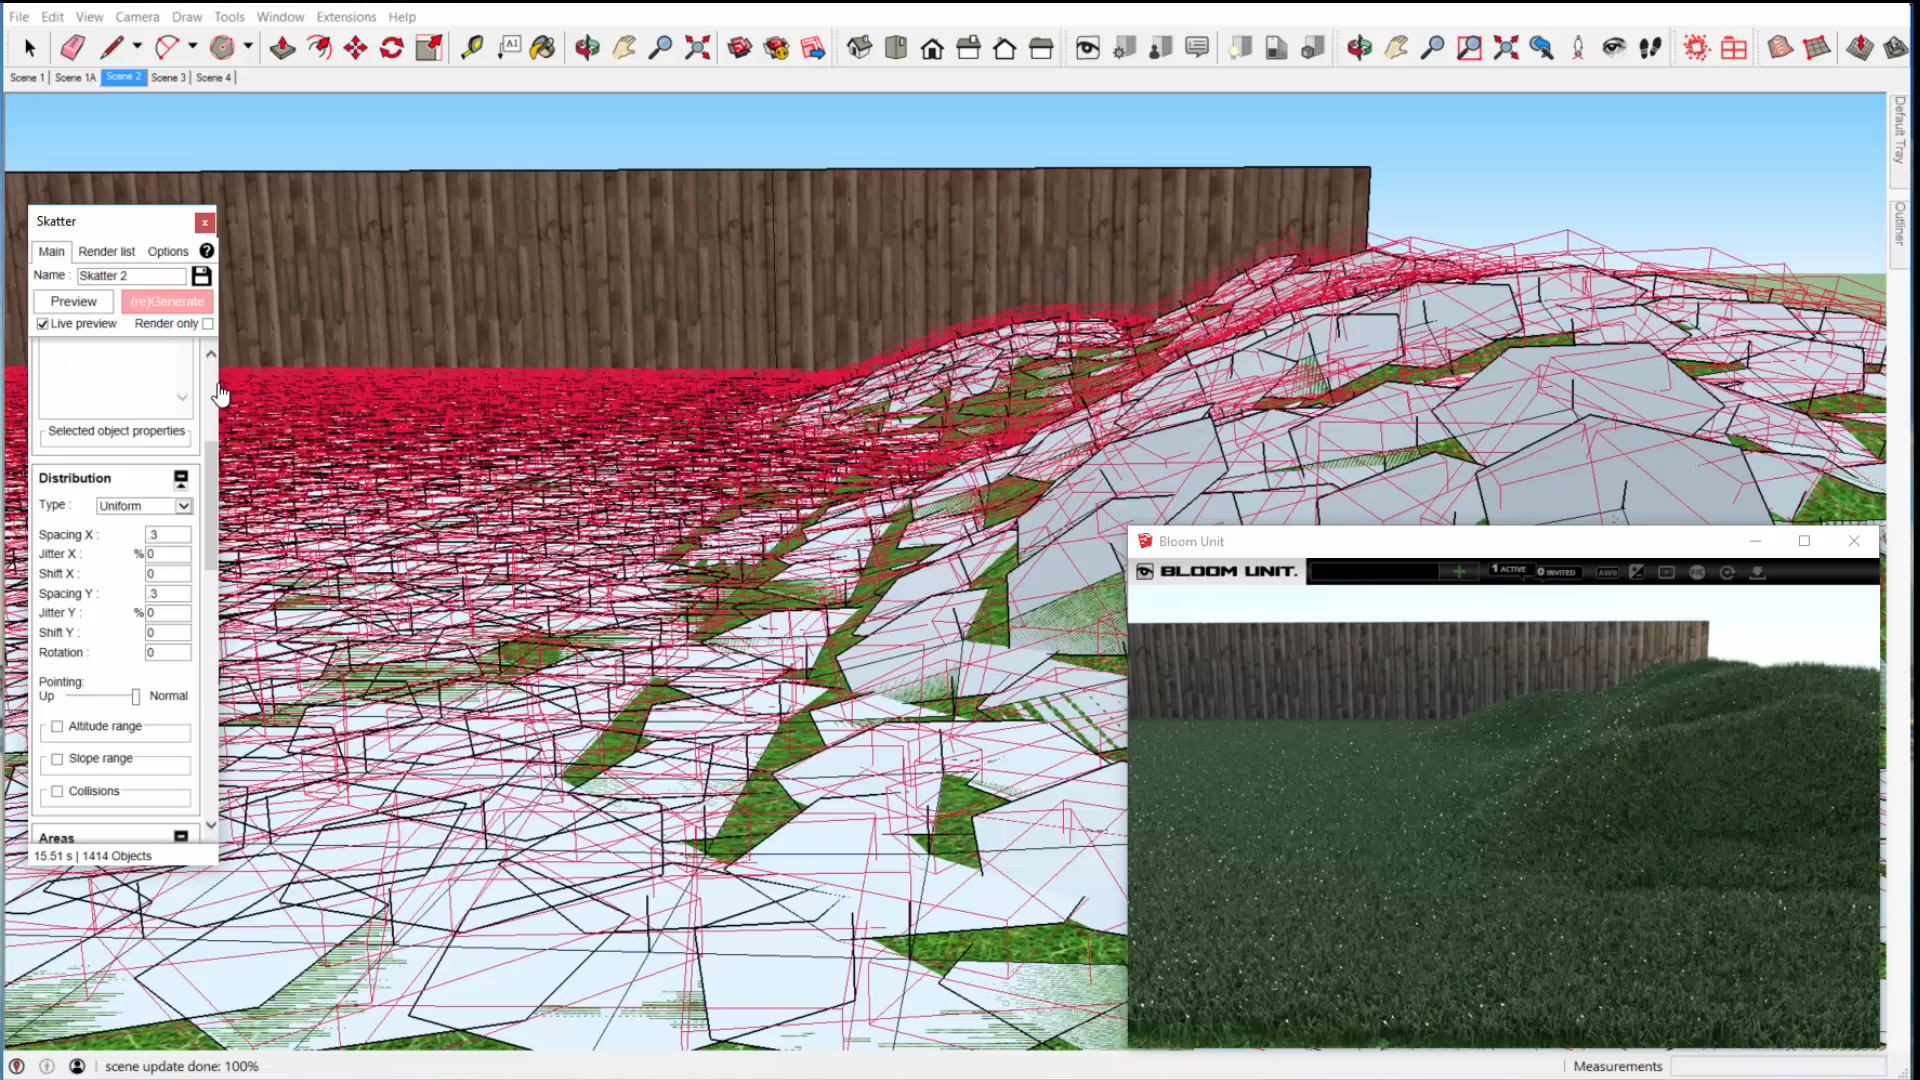 File Edit View Camera Draw Tools Window Extensions Help
A1
Scene 1 Scene 1A Scene 2 Scene 3 Scene 4
Default Tray
Outliner
Skatter
Main Render list Options ?
Name : Skatter 2
Preview (re)Generate
Live preview Render only
Selected object properties
Distribution
Type : Uniform
Spacing X : .3
Jitter X : % 0
Shift X : 0
Spacing Y : .3
Jitter Y : % 0
Shift Y : 0
Rotation : 0
Pointing:
Up Normal
Altitude range
Slope range
Collisions
Areas
15.51 s | 1414 Objects
Bloom Unit
BLOOM UNIT. 1 ACTIVE 0 INVITED
scene update done: 100%
Measurements